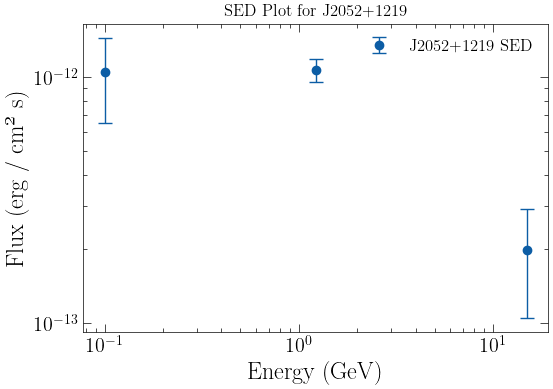 SED Plot for J2052+1219
J2052+1219 SED
Flux (erg / cm² s)
10⁻¹²
10⁻¹³
10⁻¹
10⁰
10¹
Energy (GeV)